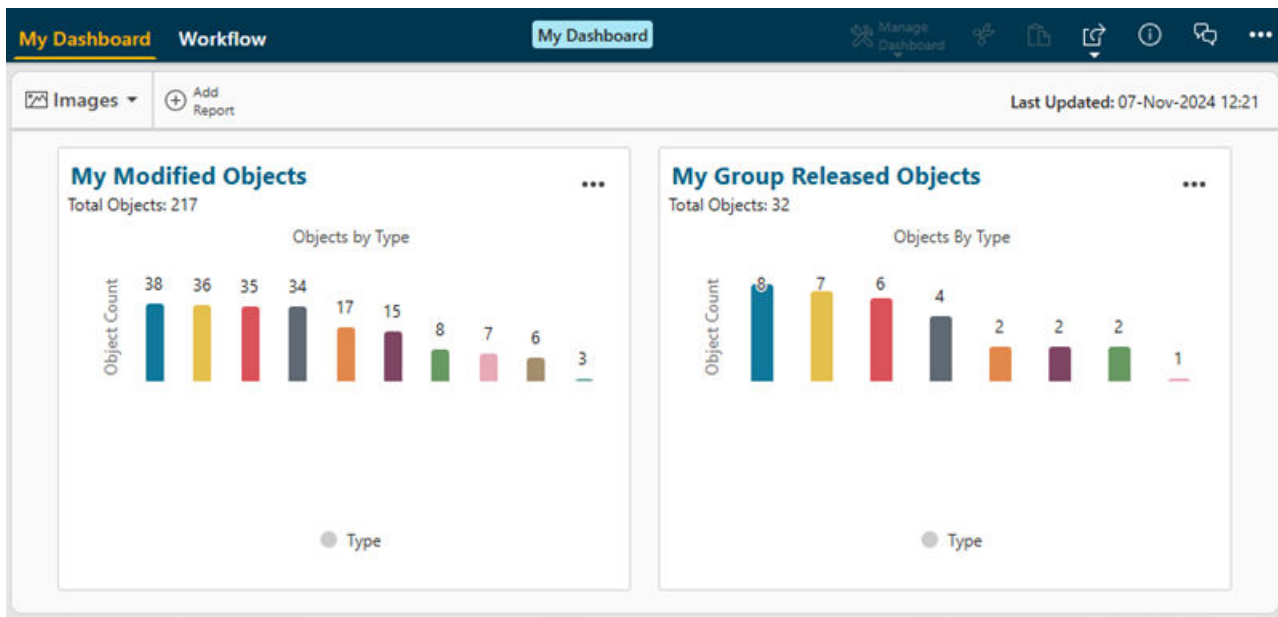 My Dashboard Workflow My Dashboard Manage Dashboard
Images Add Report Last Updated: 07-Nov-2024 12:21
My Modified Objects
Total Objects: 217
Objects by Type
Object Count
38 36 35 34 17 15 8 7 6 3
Type
My Group Released Objects
Total Objects: 32
Objects By Type
Object Count
8 7 6 4 2 2 2 1
Type